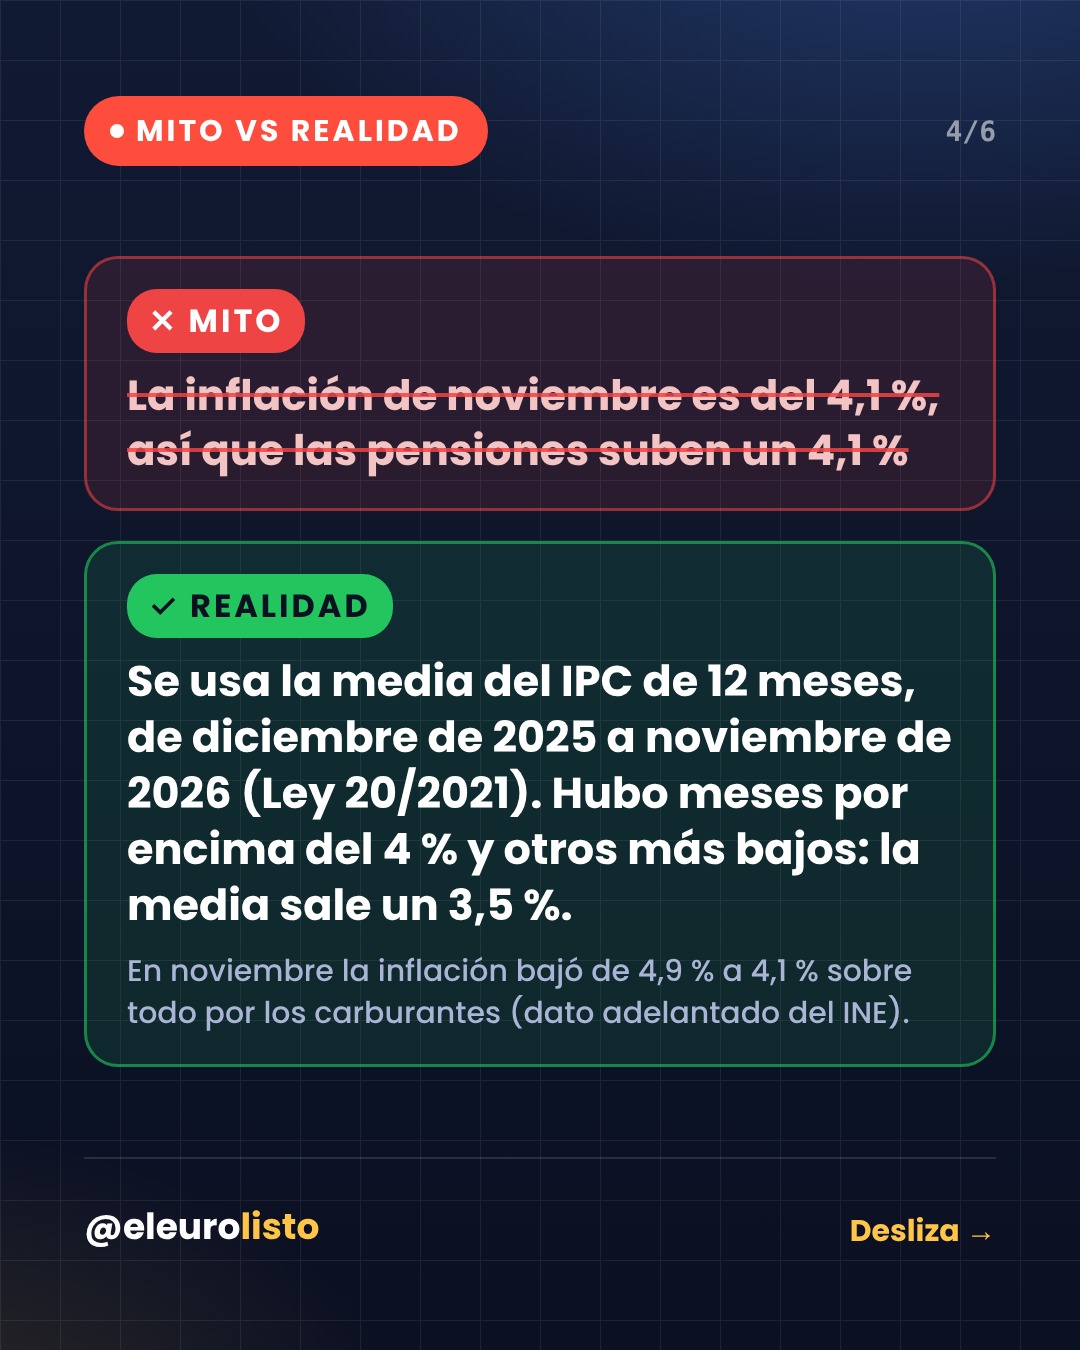 • MITO VS REALIDAD
4/6
✕ MITO
La inflación de noviembre es del 4,1 %,
así que las pensiones suben un 4,1 %
✓ REALIDAD
Se usa la media del IPC de 12 meses,
de diciembre de 2025 a noviembre de
2026 (Ley 20/2021). Hubo meses por
encima del 4 % y otros más bajos: la
media sale un 3,5 %.
En noviembre la inflación bajó de 4,9 % a 4,1 % sobre
todo por los carburantes (dato adelantado del INE).
@eleurolisto
Desliza →